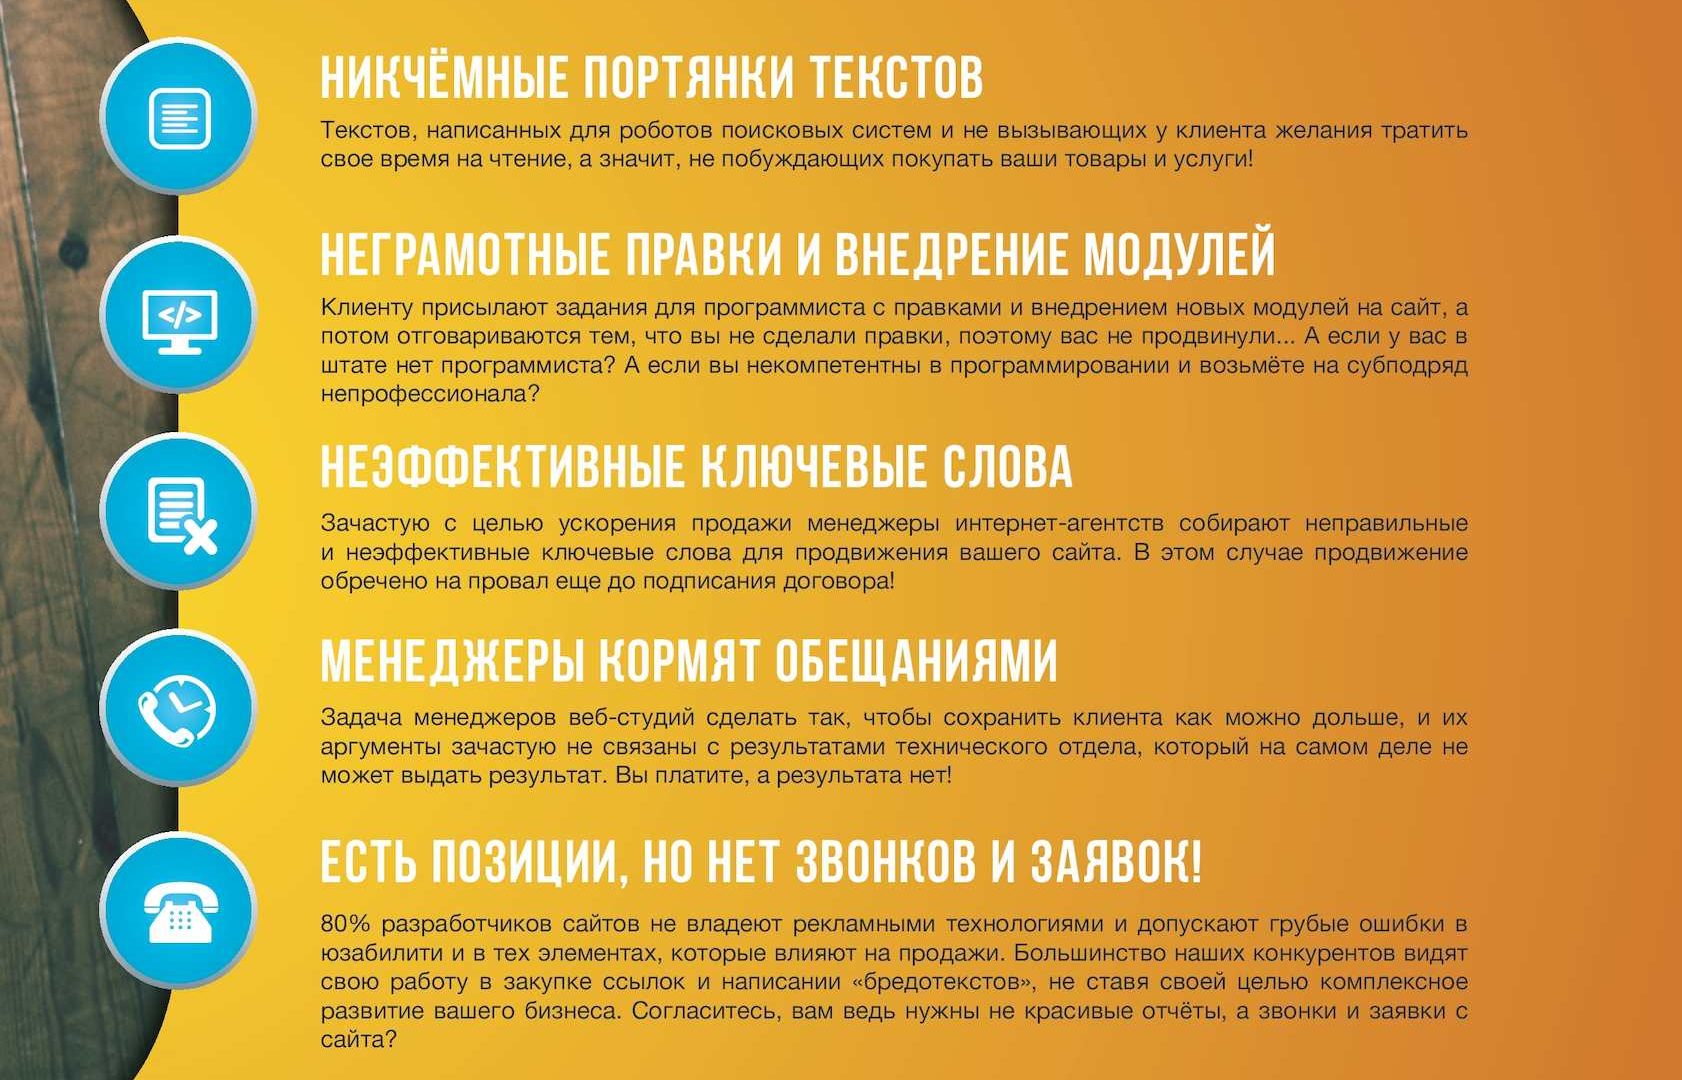 НИКЧЁМНЫЕ ПОРТЯНКИ ТЕКСТОВ
Текстов, написанных для роботов поисковых систем и не вызывающих у клиента желания тратить
свое время на чтение, а значит, не побуждающих покупать ваши товары и услуги!
НЕГРАМОТНЫЕ ПРАВКИ И ВНЕДРЕНИЕ МОДУЛЕЙ
Клиенту присылают задания для программиста с правками и внедрением новых модулей на сайт, а
потом отговариваются тем, что вы не сделали правки, поэтому вас не продвинули... А если у вас в
штате нет программиста? А если вы некомпетентны в программировании и возьмёте на субподряд
непрофессионала?
НЕЭФФЕКТИВНЫЕ КЛЮЧЕВЫЕ СЛОВА
Зачастую с целью ускорения продажи менеджеры интернет-агентств собирают неправильные
и неэффективные ключевые слова для продвижения вашего сайта. В этом случае продвижение
обречено на провал еще до подписания договора!
МЕНЕДЖЕРЫ КОРМЯТ ОБЕЩАНИЯМИ
Задача менеджеров веб-студий сделать так, чтобы сохранить клиента как можно дольше, и их
аргументы зачастую не связаны с результатами технического отдела, который на самом деле не
может выдать результат. Вы платите, а результата нет!
ЕСТЬ ПОЗИЦИИ, НО НЕТ ЗВОНКОВ И ЗАЯВОК!
80% разработчиков сайтов не владеют рекламными технологиями и допускают грубые ошибки в
юзабилити и в тех элементах, которые влияют на продажи. Большинство наших конкурентов видят
свою работу в закупке ссылок и написании «бредотекстов», не ставя своей целью комплексное
развитие вашего бизнеса. Согласитесь, вам ведь нужны не красивые отчёты, а звонки и заявки с
сайта?